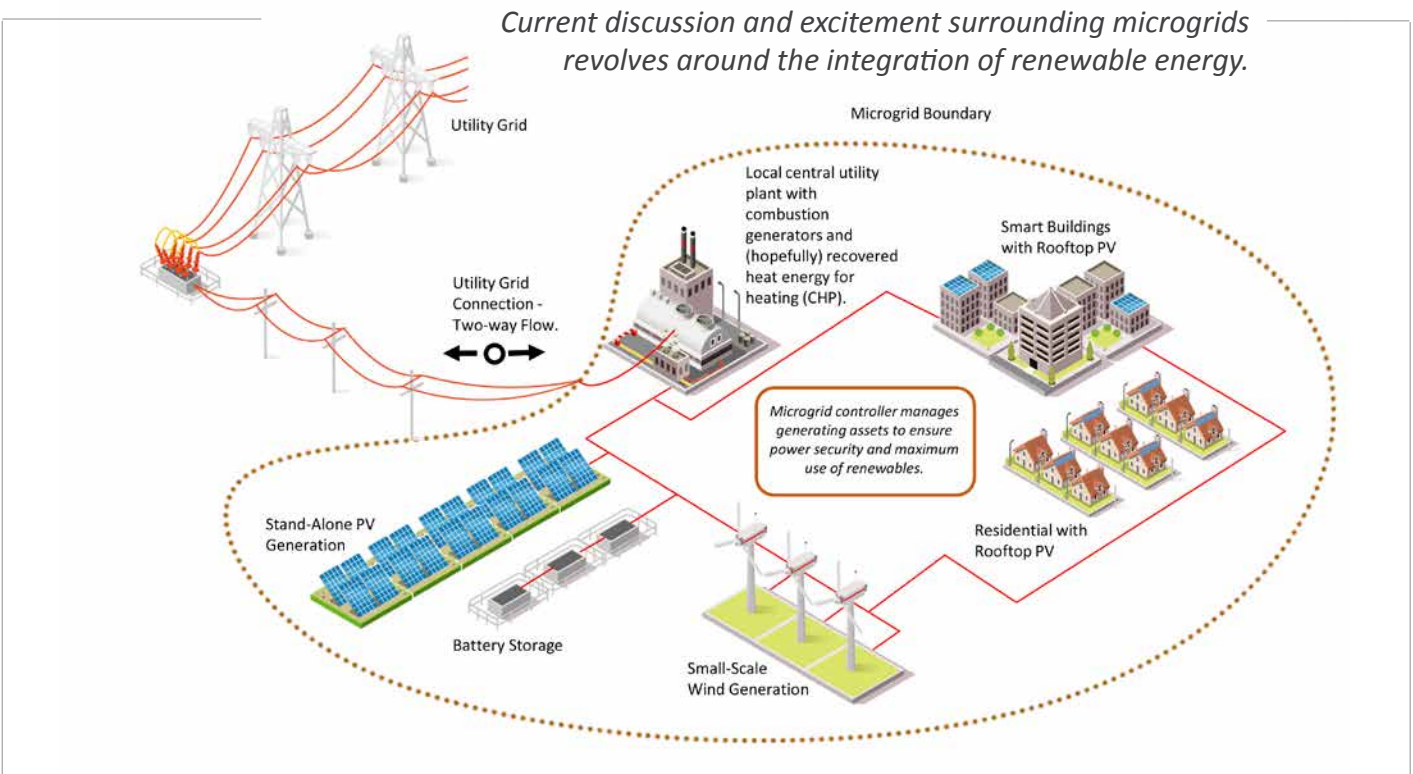 Current discussion and excitement surrounding microgrids
revolves around the integration of renewable energy.
Utility Grid
Microgrid Boundary
Local central utility
plant with
combustion
generators and
(hopefully) recovered
heat energy for
heating (CHP).
Smart Buildings
with Rooftop PV
Utility Grid
Connection -
Two-way Flow.
Microgrid controller manages
generating assets to ensure
power security and maximum
use of renewables.
Stand-Alone PV
Generation
Residential with
Rooftop PV
Battery Storage
Small-Scale
Wind Generation